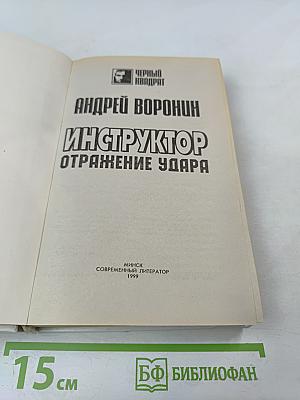 ЧЕРНЫЙ
КВАДРАТ
АНДРЕЙ ВОРОНИН
ИНСТРУКТОР
ОТРАЖЕНИЕ УДАРА
МИНСК
СОВРЕМЕННЫЙ ЛИТЕРАТОР
1999
15 см
БФ БИБЛИОФАН